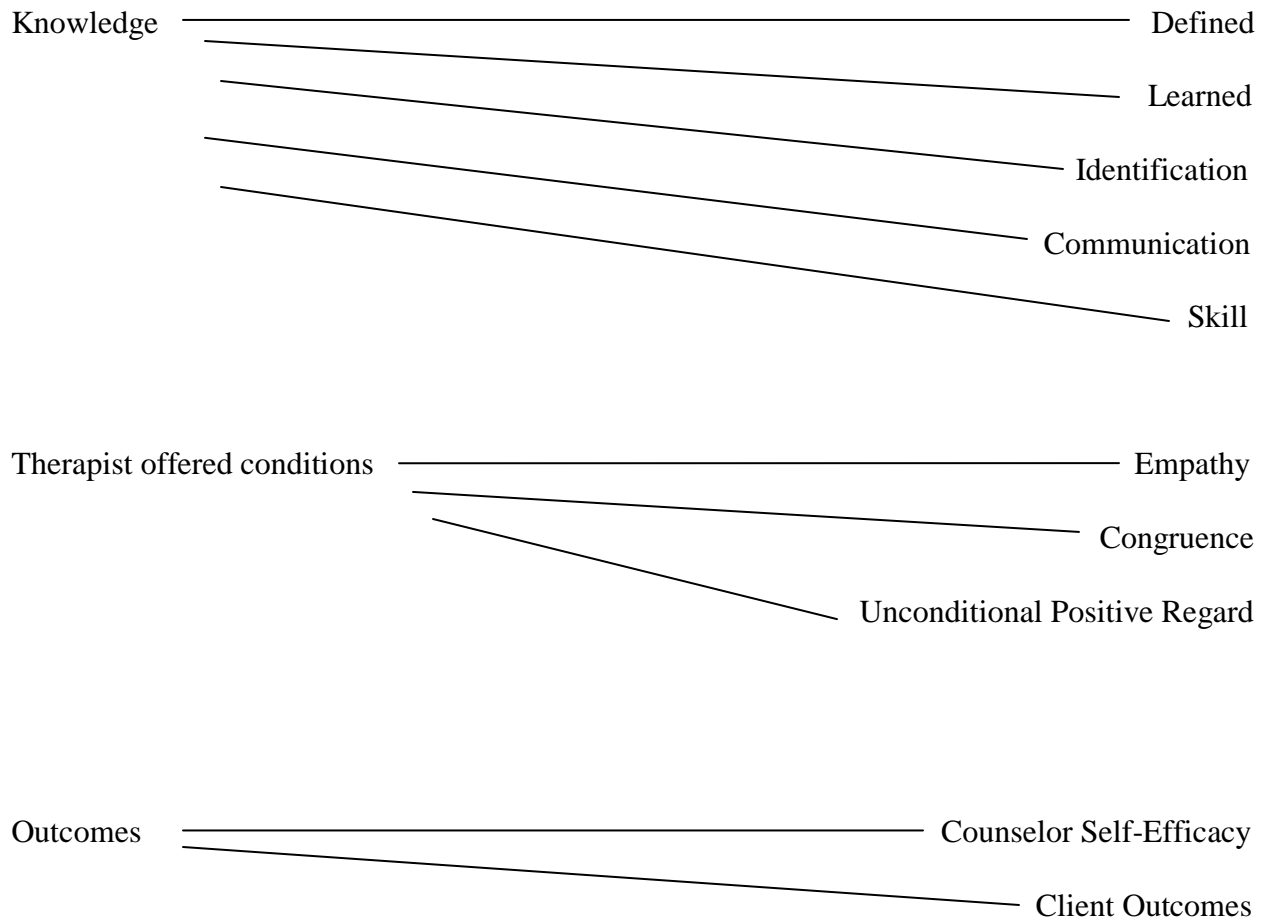 Knowledge Defined
Learned
Identification
Communication
Skill
Therapist offered conditions Empathy
Congruence
Unconditional Positive Regard
Outcomes Counselor Self-Efficacy
Client Outcomes